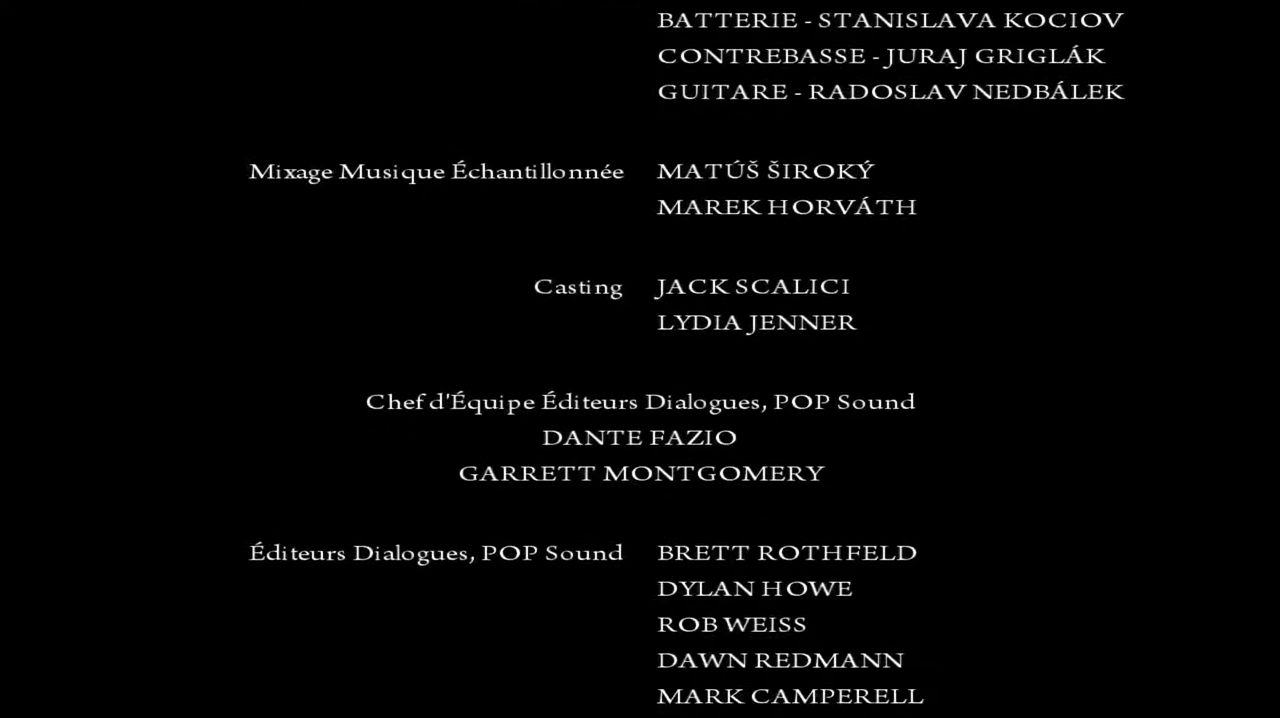 BATTERIE - STANISLAVA KOCIOV
CONTREBASSE - JURAJ GRIGLÁK
GUITARE - RADOSLAV NEDBÁLEK
Mixage Musique Échantillonnée MATÚŠ ŠIROKÝ
MAREK HORVÁTH
Casting JACK SCALICI
LYDIA JENNER
Chef d'Équipe Éditeurs Dialogues, POP Sound
DANTE FAZIO
GARRETT MONTGOMERY
Éditeurs Dialogues, POP Sound BRETT ROTHFELD
DYLAN HOWE
ROB WEISS
DAWN REDMANN
MARK CAMPERELL